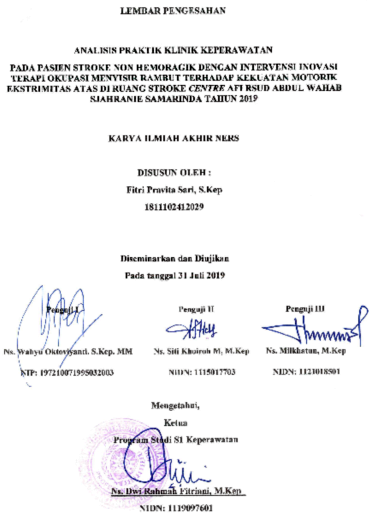 LEMBAR PENGESAHAN
ANALISIS PRAKTIK KLINIK KEPERAWATAN
PADA PASIEN STROKE NON HEMORAGIK DENGAN INTERVENSI INOVASI
TERAPI OKUPASI MENYISIR RAMBUT TERHADAP KEKUATAN MOTORIK
EKSTRIMITAS ATAS DI RUANG STROKE CENTRE AFI RSUD ABDUL WAHAB
SJAHRANIE SAMARINDA TAHUN 2019
KARYA ILMIAH AKHIR NERS
DISUSUN OLEH :
Fitri Pravita Sari, S.Kep
1811102412029
Diseminarkan dan Diujikan
Pada tanggal 31 Juli 2019
Penguji I Penguji II Penguji III
Ns. Wahyu Oktoviyanti. S.Kep. MM Ns. Siti Khoiroh M, M.Kep Ns. Milkhatun, M.Kep
NIP: 197210071995032003 NIDN: 1115017703 NIDN: 1121018501
Mengetahui,
Ketua
Program Studi S1 Keperawatan
Ns. Dwi Rahmah Fitriani, M.Kep
NIDN: 1119097601